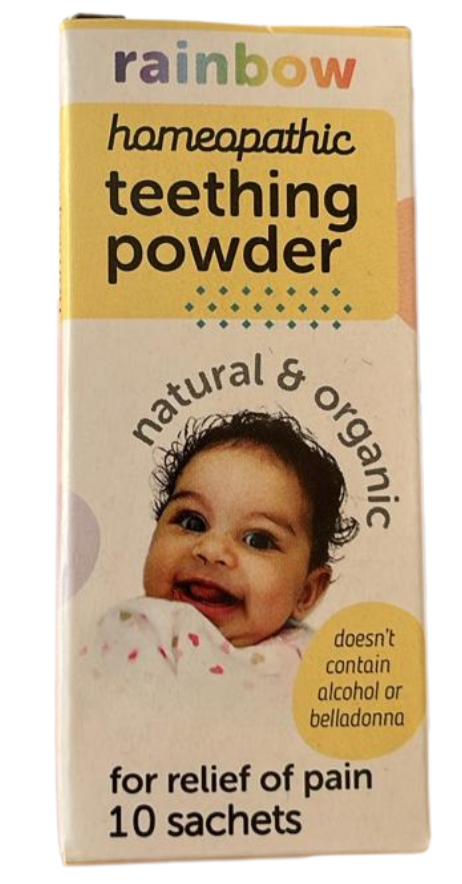 rainbow
homeopathic
teething
powder
natural & organic
doesn't
contain
alcohol or
belladonna
for relief of pain
10 sachets